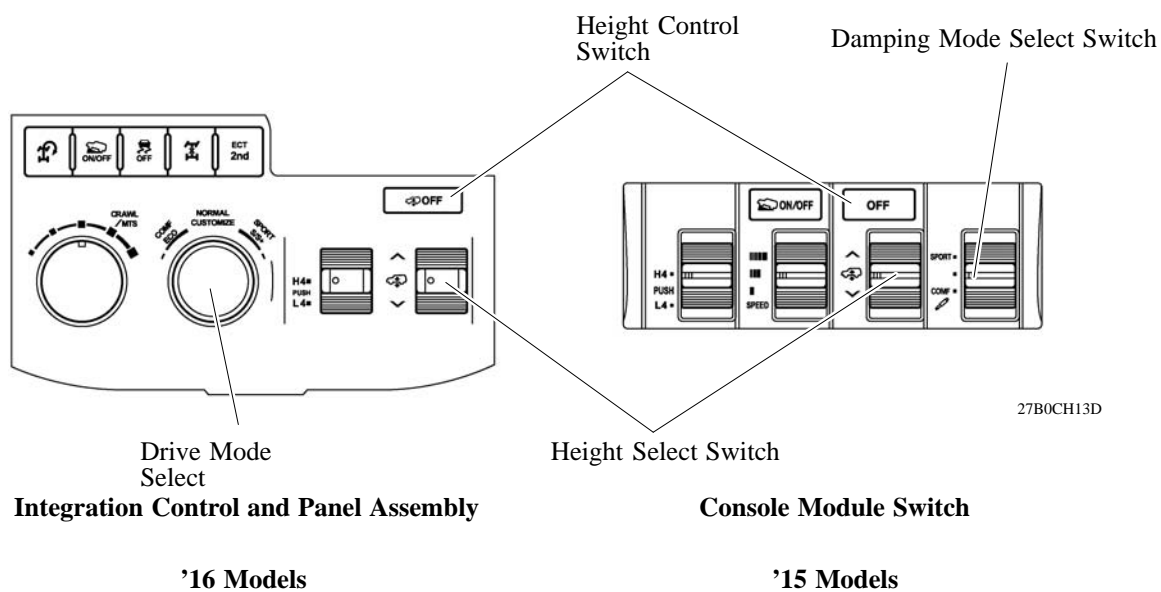 Height Control
Switch
Damping Mode Select Switch
ON/OFF
OFF
ECT
2nd
OFF
CRAWL
/MTS
COMF
ECO
NORMAL
CUSTOMIZE
SPORT
S/S+
H4
PUSH
L4
ON/OFF
OFF
H4
PUSH
L4
SPEED
SPORT
COMF
27B0CH13D
Drive Mode
Select
Height Select Switch
Integration Control and Panel Assembly
Console Module Switch
’16 Models
’15 Models